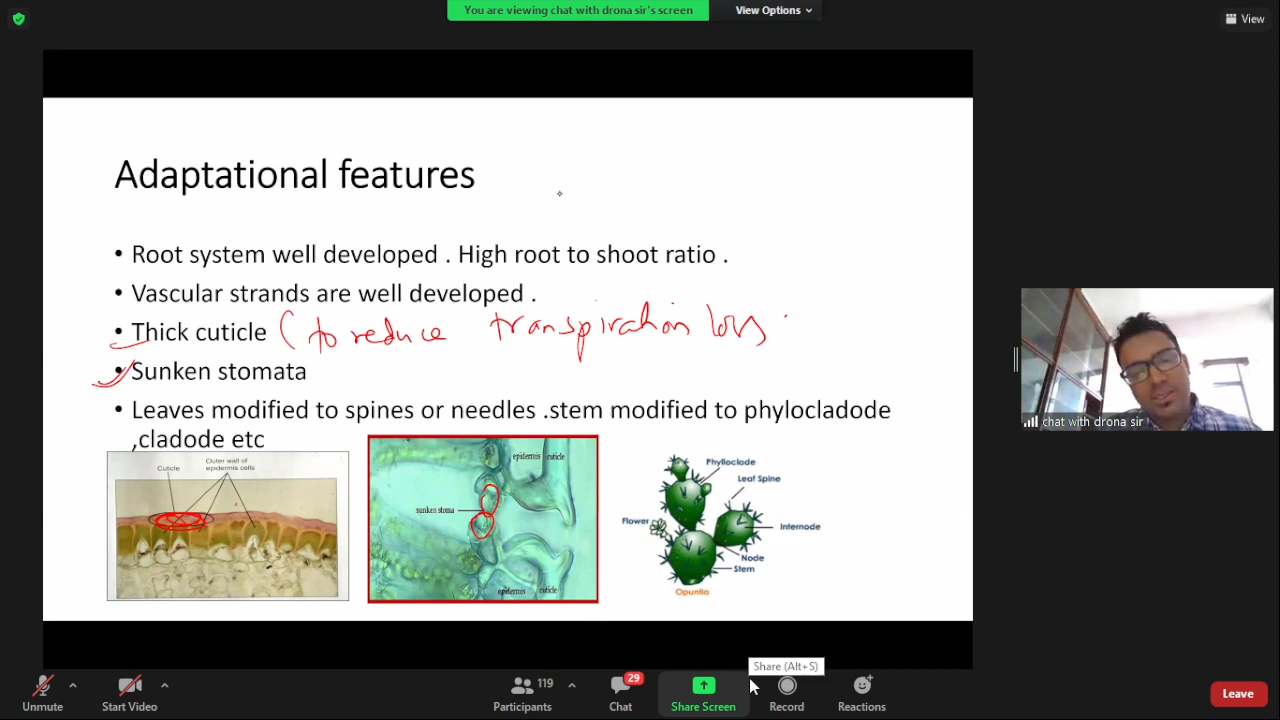 You are viewing chat with drona sir's screen
View Options
View
Adaptational features
• Root system well developed . High root to shoot ratio .
• Vascular strands are well developed .
• Thick cuticle ( to reduce transpiration loss
• Sunken stomata
• Leaves modified to spines or needles .stem modified to phylocladode
,cladode etc
Cuticle
Outer wall of
epidermis cells
epidermis cuticle
sunken stoma
epidermis cuticle
Phylloclade
Leaf Spine
Flower
Internode
Node
Stem
Opuntia
chat with drona sir
Share (Alt+S)
Unmute
Start Video
Participants 119
Chat 29
Share Screen
Record
Reactions
Leave